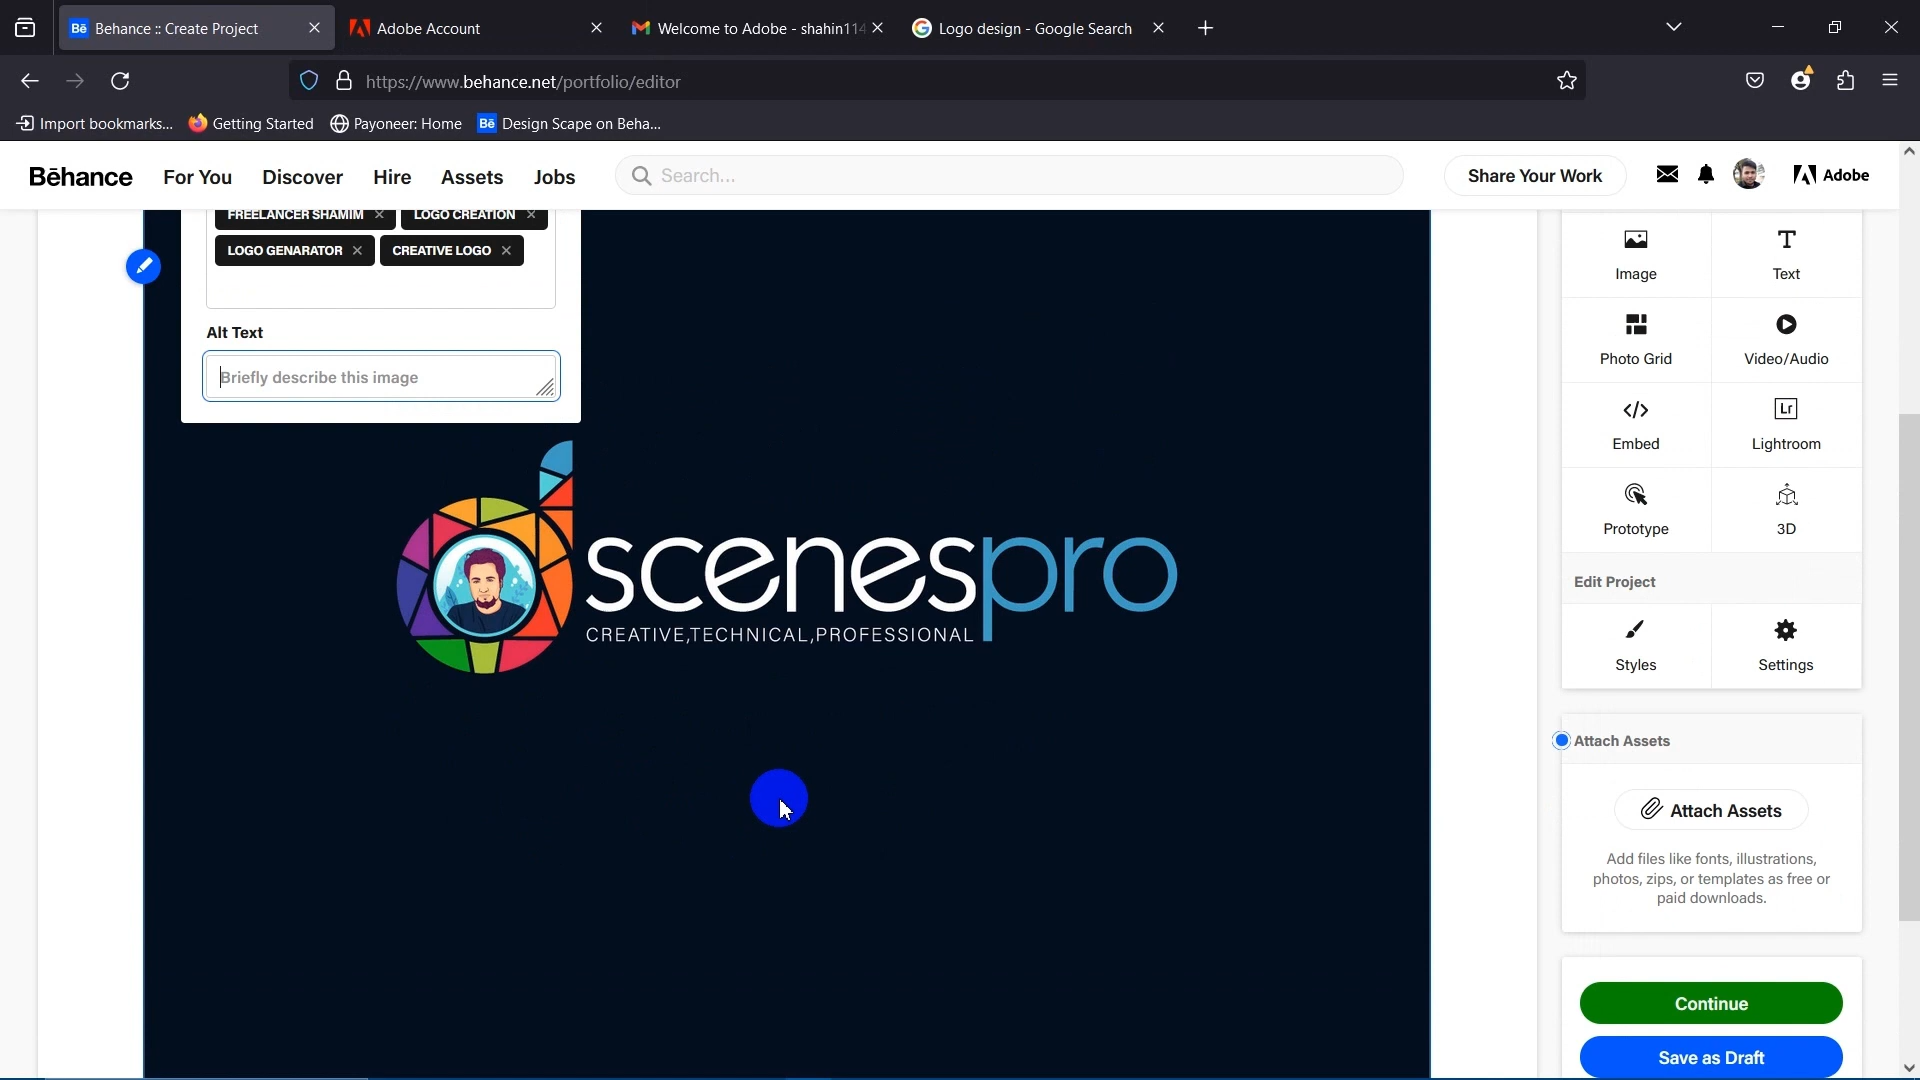 Bē Behance :: Create Project
Adobe Account
Welcome to Adobe - shahin114
Logo design - Google Search
https://www.behance.net/portfolio/editor
Import bookmarks...
Getting Started
Payoneer: Home
Bē Design Scape on Beha...
Bēhance
For You
Discover
Hire
Assets
Jobs
Search...
Share Your Work
Adobe
FREELANCER SHAMIM
LOGO CREATION
LOGO GENARATOR
CREATIVE LOGO
Alt Text
Briefly describe this image
scenespro
CREATIVE,TECHNICAL,PROFESSIONAL
Image
Text
Photo Grid
Video/Audio
Embed
Lr
Lightroom
Prototype
3D
Edit Project
Styles
Settings
Attach Assets
Attach Assets
Add files like fonts, illustrations,
photos, zips, or templates as free or
paid downloads.
Continue
Save as Draft